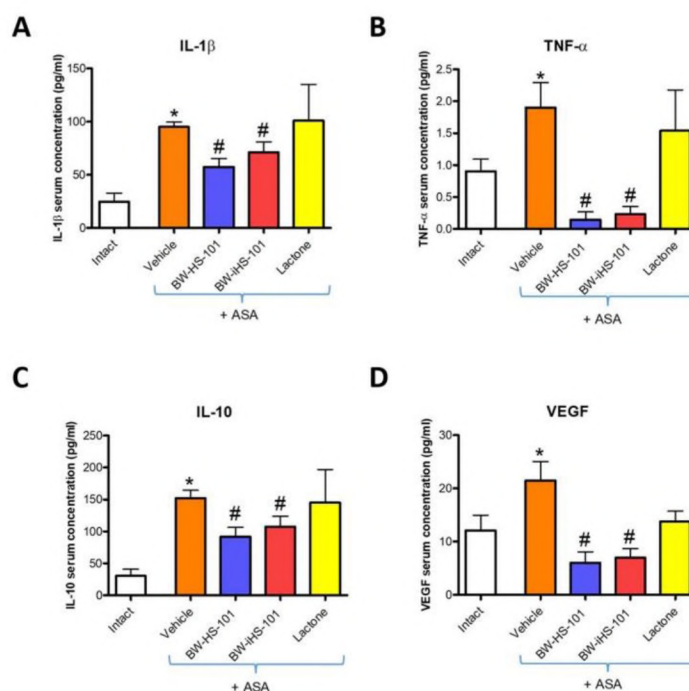 A
IL-1β
IL-1β serum concentration (pg/ml)
150
100
50
0
Intact
Vehicle
BW-HS-101
BW-iHS-101
Lactone
*
#
#
+ ASA
B
TNF-α
TNF-α serum concentration (pg/ml)
2.5
2.0
1.5
1.0
0.5
0.0
Intact
Vehicle
BW-HS-101
BW-iHS-101
Lactone
*
#
#
+ ASA
C
IL-10
IL-10 serum concentration (pg/ml)
250
200
150
100
50
0
Intact
Vehicle
BW-HS-101
BW-iHS-101
Lactone
*
#
#
+ ASA
D
VEGF
VEGF serum concentration (pg/ml)
30
20
10
0
Intact
Vehicle
BW-HS-101
BW-iHS-101
Lactone
*
#
#
+ ASA